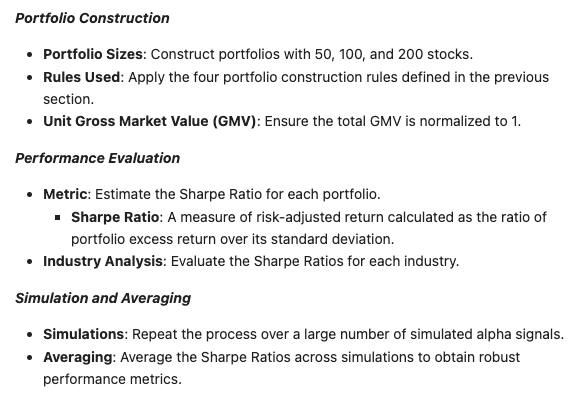 Portfolio Construction
• Portfolio Sizes: Construct portfolios with 50, 100, and 200 stocks.
• Rules Used: Apply the four portfolio construction rules defined in the previous
section.
• Unit Gross Market Value (GMV): Ensure the total GMV is normalized to 1.
Performance Evaluation
• Metric: Estimate the Sharpe Ratio for each portfolio.
▪ Sharpe Ratio: A measure of risk-adjusted return calculated as the ratio of
portfolio excess return over its standard deviation.
• Industry Analysis: Evaluate the Sharpe Ratios for each industry.
Simulation and Averaging
• Simulations: Repeat the process over a large number of simulated alpha signals.
• Averaging: Average the Sharpe Ratios across simulations to obtain robust
performance metrics.